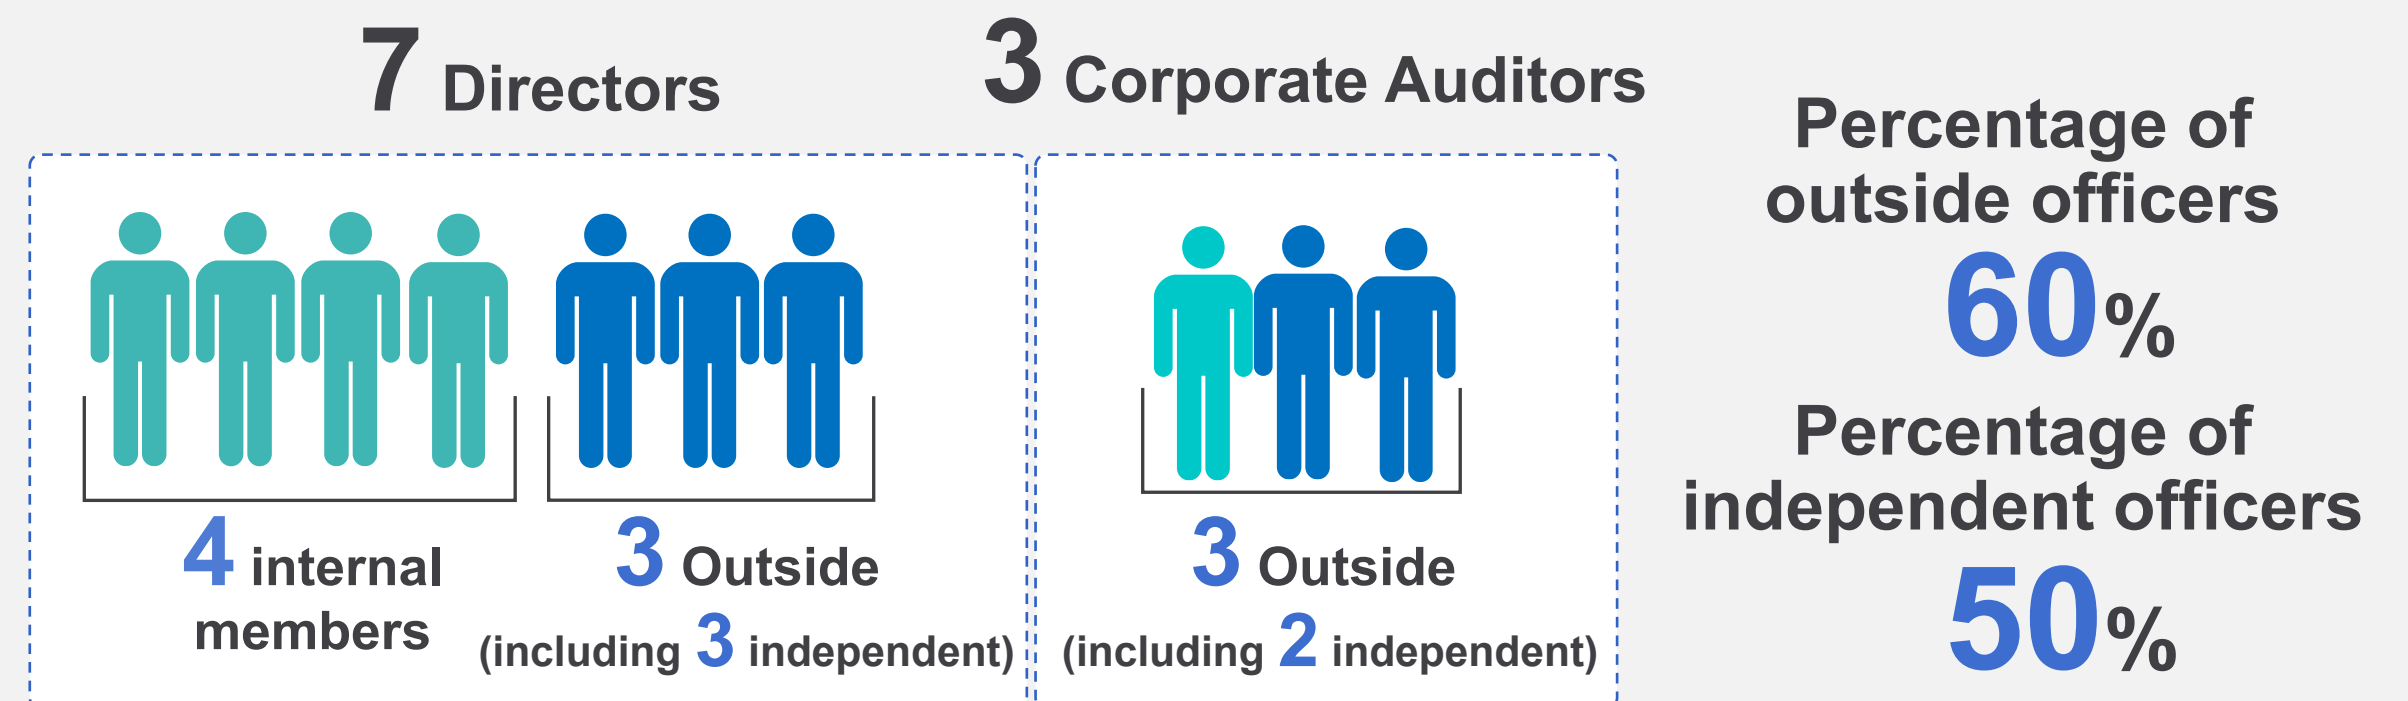 7 Directors
3 Corporate Auditors
4 internal
members
3 Outside
(including 3 independent)
3 Outside
(including 2 independent)
Percentage of
outside officers
60%
Percentage of
independent officers
50%